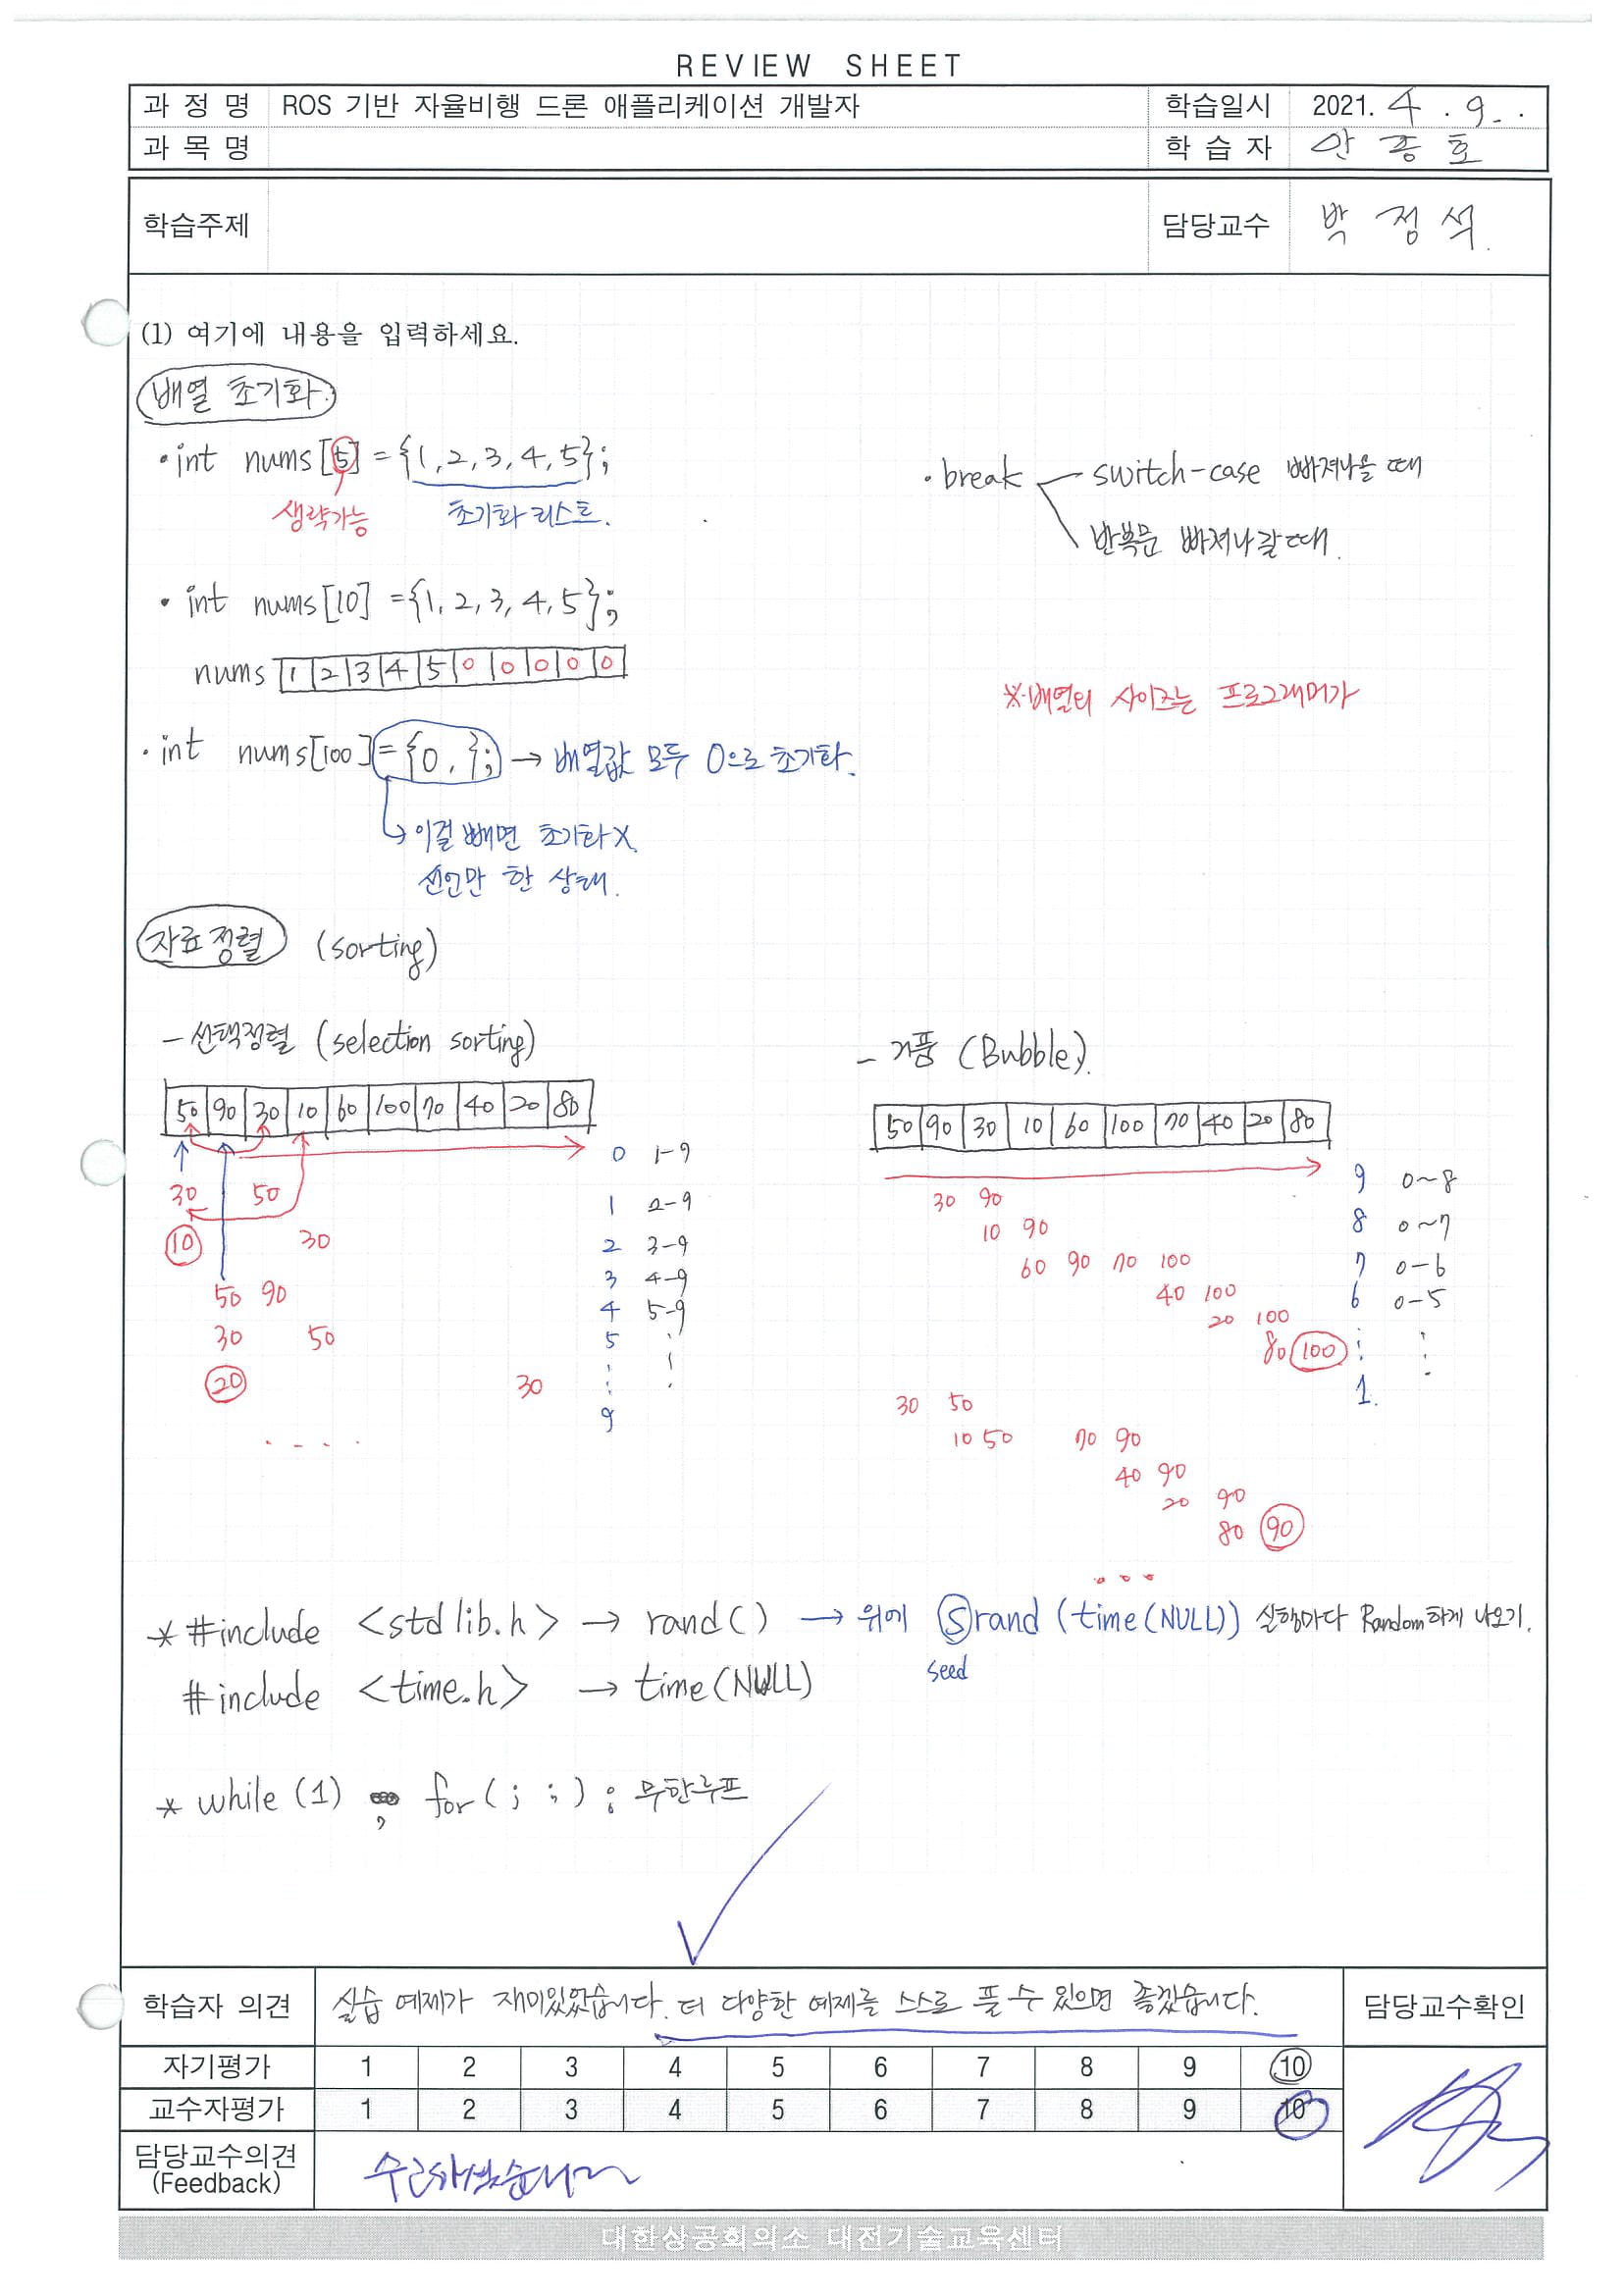 REVIEW SHEET
과 정 명 ROS 기반 자율비행 드론 애플리케이션 개발자 학습일시 2021. 4 . 9 . .
과 목 명 학 습 자 안 종 호
학습주제 담당교수 박 정 석.
(1) 여기에 내용을 입력하세요.
배열 초기화.
· int nums[5] = {1, 2, 3, 4, 5};
생략가능 초기화 리스트.
· break switch-case 빠져나올 때
반복문 빠져나갈 때.
· int nums[10] = {1, 2, 3, 4, 5};
nums 1 2 3 4 5 0 0 0 0 0
※ 배열의 사이즈는 프로그래머가
· int nums[100] = {0, }; → 배열값 모두 0으로 초기화.
↳ 이걸 빼면 초기화 X.
선언만 한 상태.
자료정렬 (sorting)
- 선택정렬 (selection sorting)
50 90 30 10 60 100 70 40 20 80
0 1-9
30 50
1 2-9
10 30
2 3-9
3 4-9
50 90
4 5-9
30 50
5
20 30
9
- 거품 (Bubble).
50 90 30 10 60 100 70 40 20 80
9 0~8
30 90
8 0~7
10 90
7 0-6
60 90 70 100
6 0-5
40 100
20 100
80 100
1.
30 50
10 50 70 90
40 90
20 90
80 90
* #include <stdlib.h> → rand() → 위에 srand (time(NULL)) 실행마다 Random하게 나오기.
seed
#include <time.h> → time(NULL)
* while (1) , for( ; ; ) : 무한루프
학습자 의견 실습 예제가 재미있었습니다. 더 다양한 예제를 스스로 풀 수 있으면 좋겠습니다. 담당교수확인
자기평가 1 2 3 4 5 6 7 8 9 10
교수자평가 1 2 3 4 5 6 7 8 9 10
담당교수의견
(Feedback)
대한상공회의소 대전기술교육센터